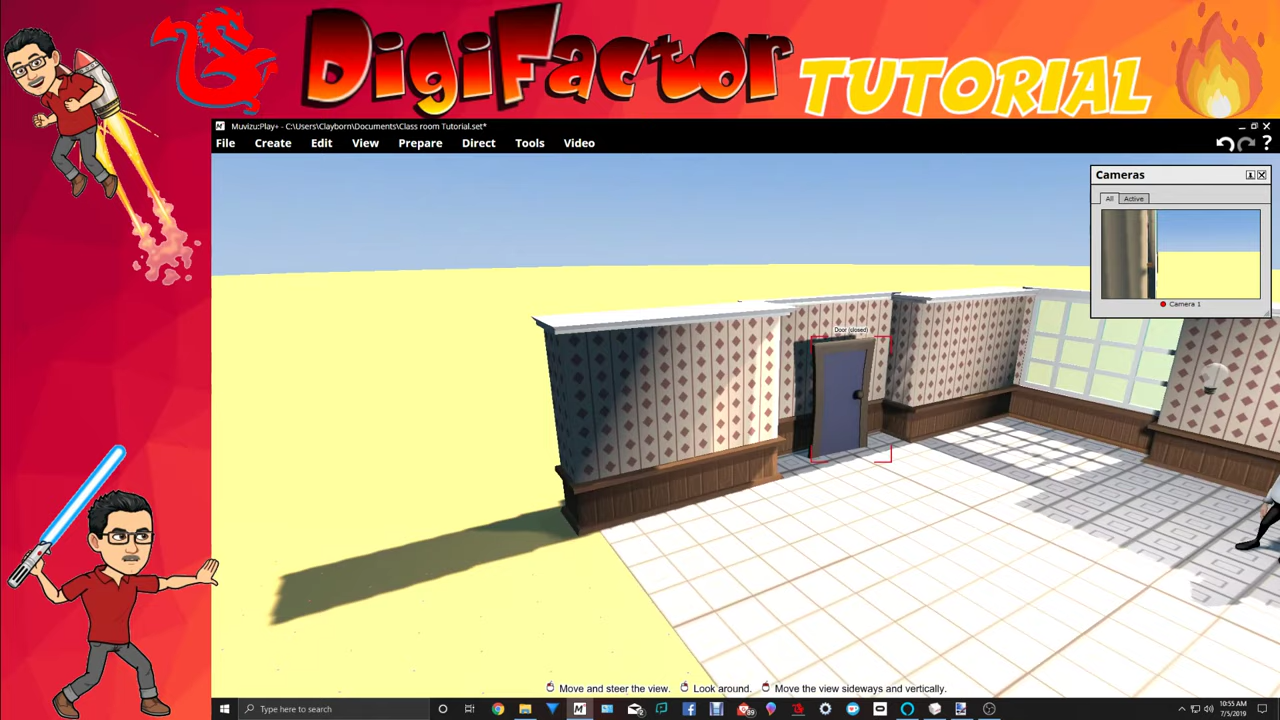 DigiFactor TUTORIAL
Muvizu:Play+ - C:\Users\Clayborn\Documents\Class room Tutorial.set*
File Create Edit View Prepare Direct Tools Video ?
Cameras
All Active
Camera 1
Door (closed)
Move and steer the view. Look around. Move the view sideways and vertically.
Type here to search
10:55 AM
7/5/2019